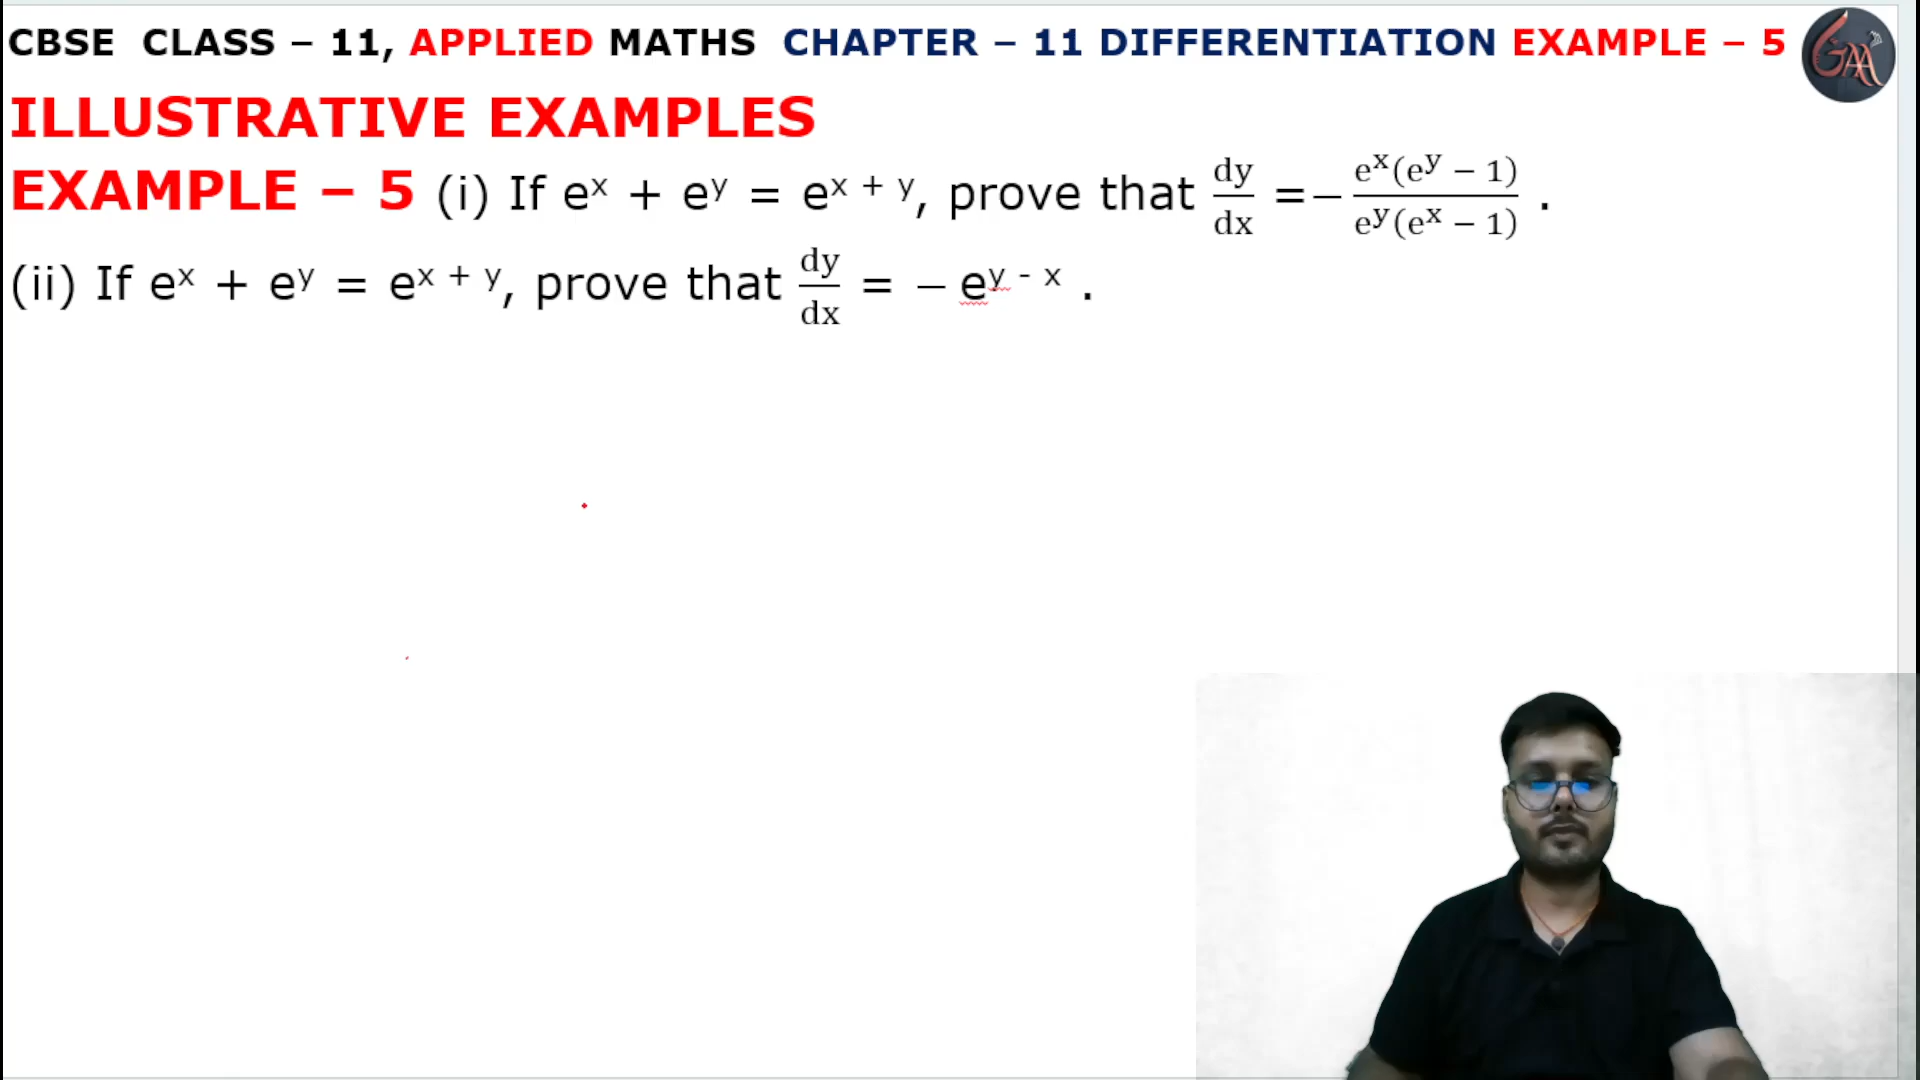 CBSE CLASS – 11, APPLIED MATHS CHAPTER – 11 DIFFERENTIATION EXAMPLE – 5
GAA
ILLUSTRATIVE EXAMPLES
EXAMPLE – 5 (i) If eˣ + eʸ = eˣ ⁺ ʸ, prove that dy/dx = – eˣ(eʸ – 1)/eʸ(eˣ – 1) .
(ii) If eˣ + eʸ = eˣ ⁺ ʸ, prove that dy/dx = – eʸ ⁻ ˣ .